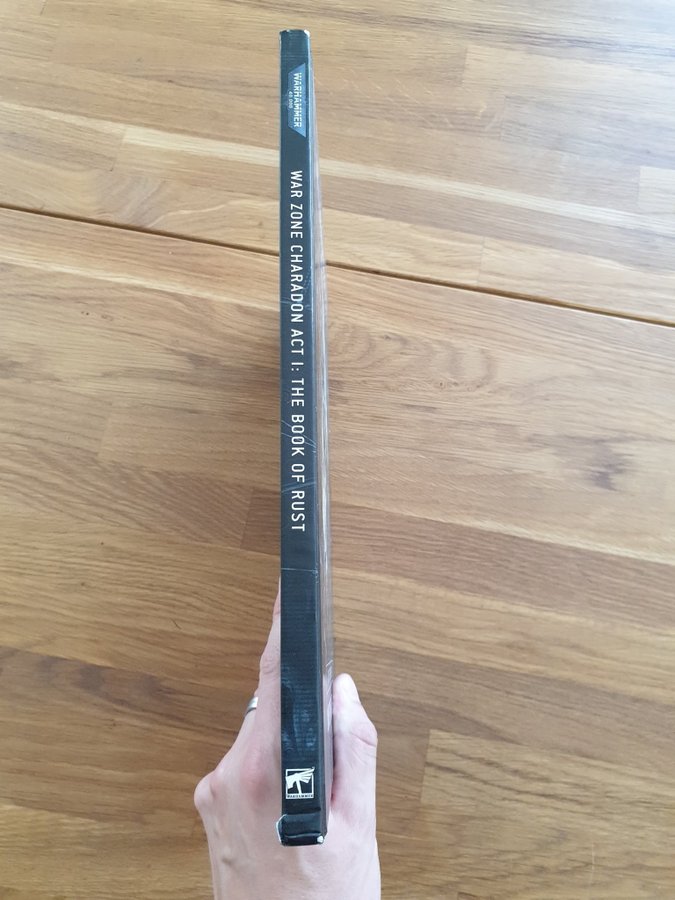 WARHAMMER
40,000
WAR ZONE CHARADON ACT I: THE BOOK OF RUST